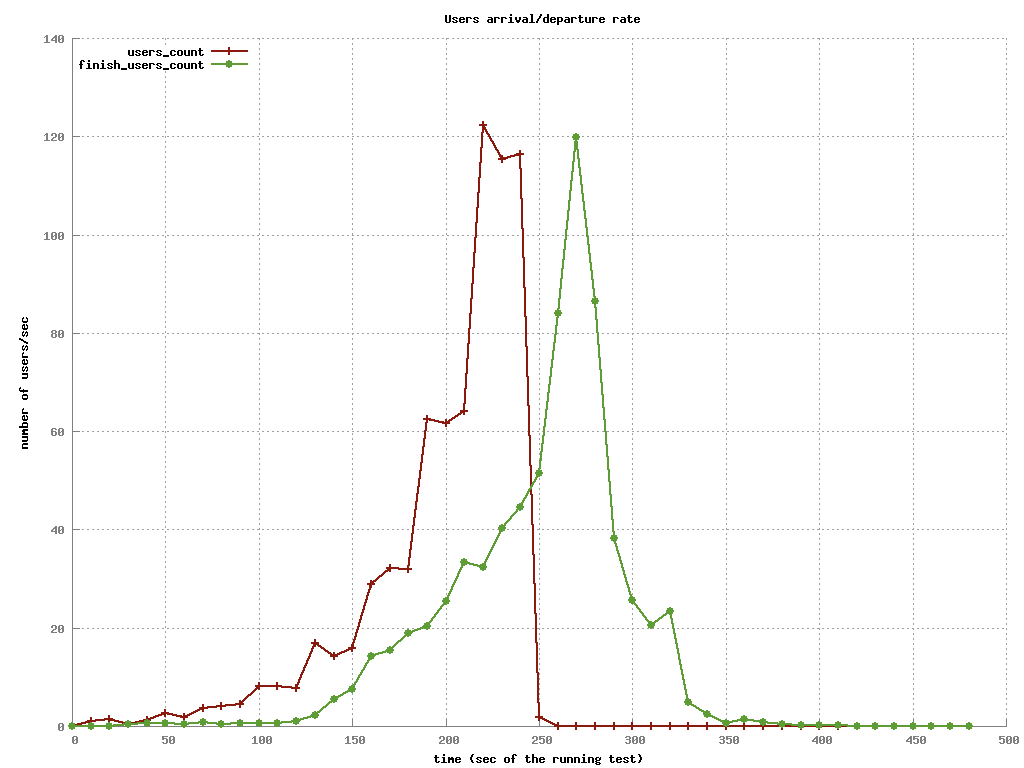 Users arrival/departure rate
users_count
finish_users_count
140
120
100
80
60
40
20
0
number of users/sec
0 50 100 150 200 250 300 350 400 450 500
time (sec of the running test)